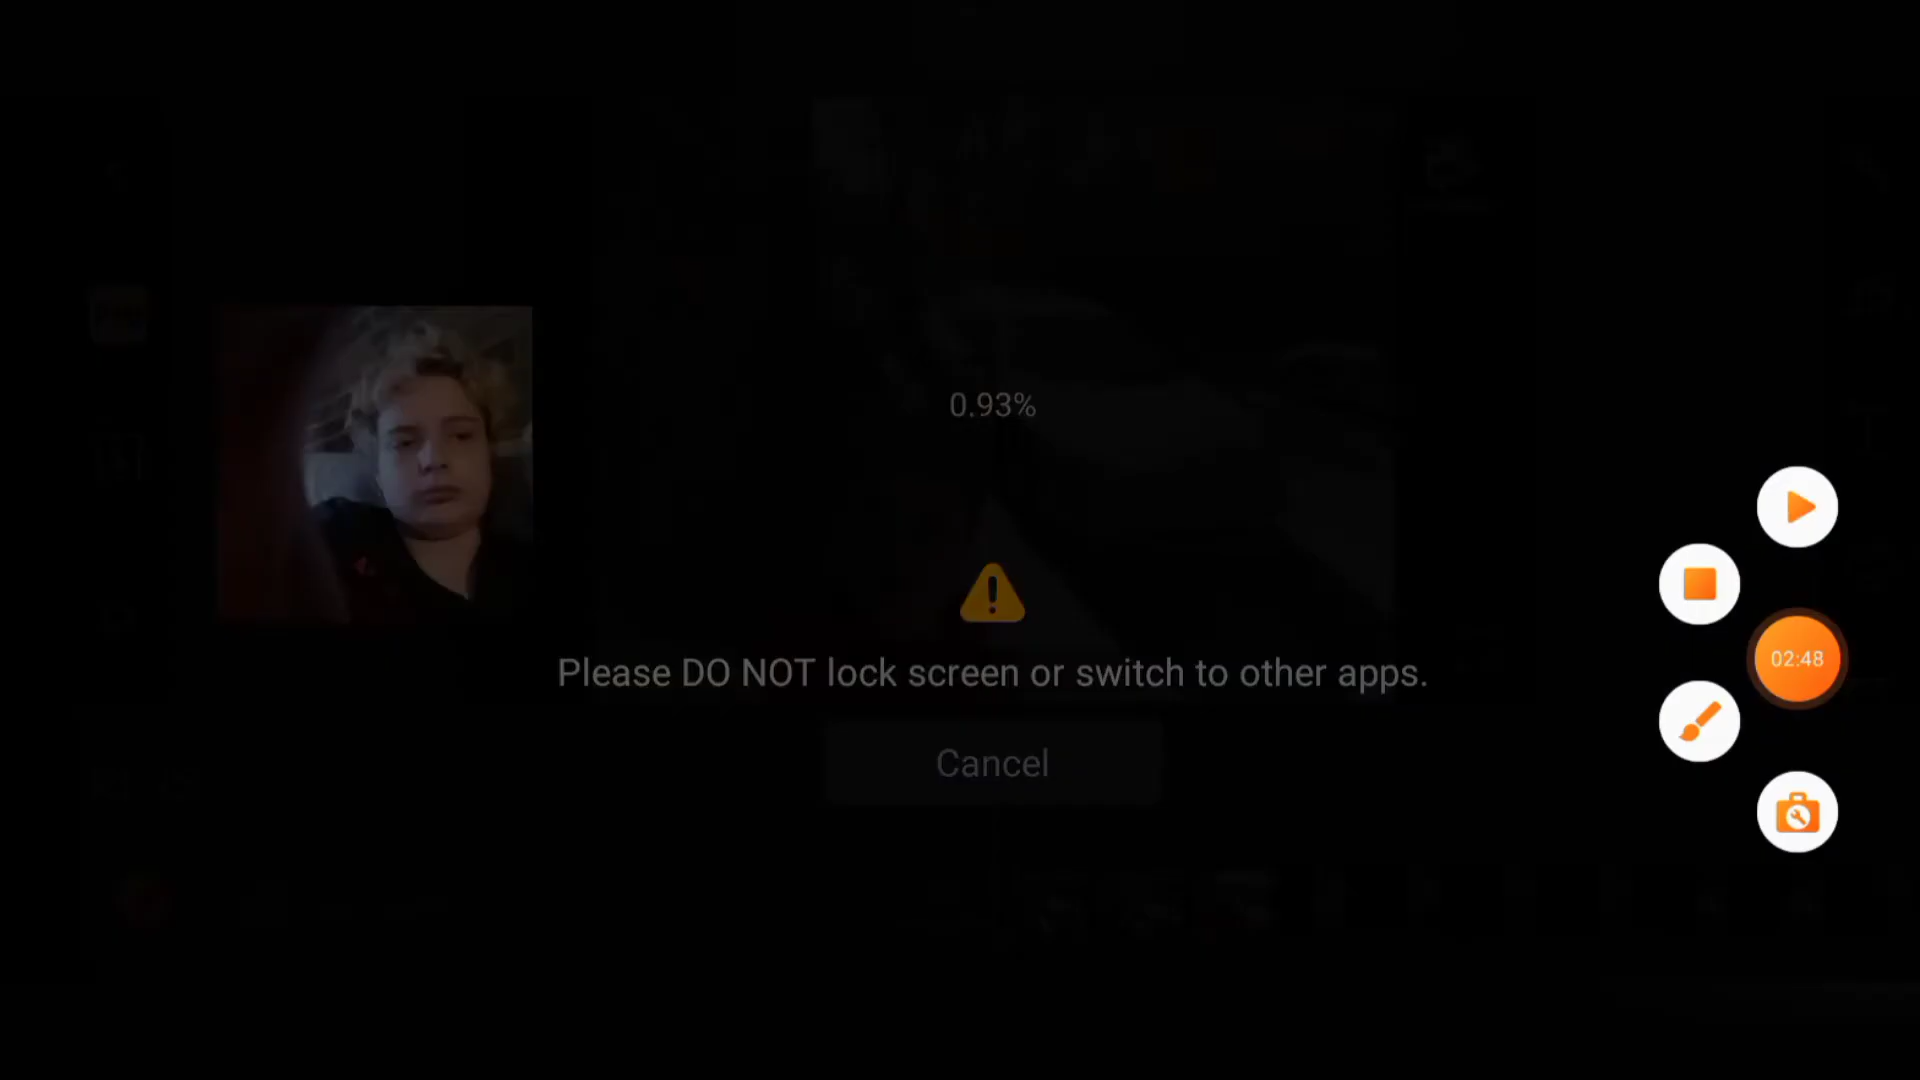 0.93%
02:48
Please DO NOT lock screen or switch to other apps.
Cancel